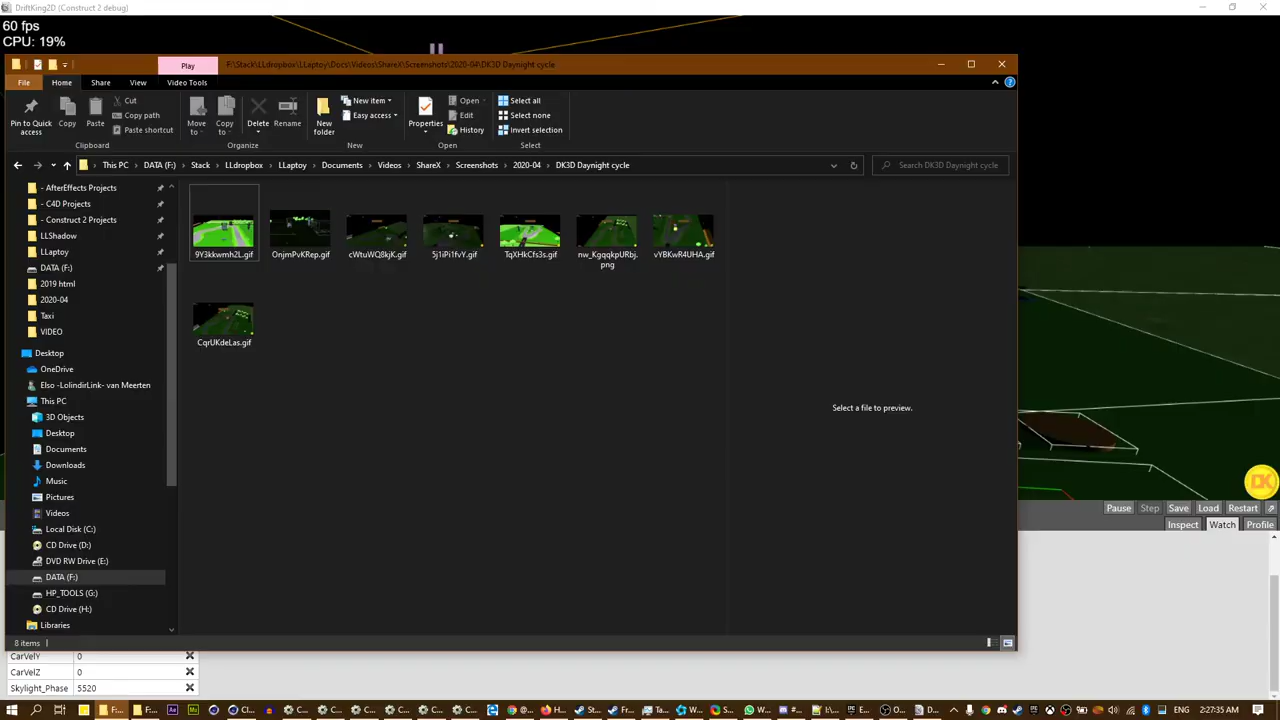 DriftKing2D (Construct 2 debug)
60 fps
CPU: 19%
Play
F:\Stack\LLdropbox\LLaptoy\Docs\Videos\ShareX\Screenshots\2020-04\DK3D Daynight cycle
File Home Share View Video Tools
Pin to Quick access
Copy
Paste
Cut
Copy path
Paste shortcut
Clipboard
Move to
Copy to
Delete
Rename
Organize
New folder
New item
Easy access
New
Properties
Open
Edit
History
Open
Select all
Select none
Invert selection
Select
This PC DATA (F:) Stack LLdropbox LLaptoy Documents Videos ShareX Screenshots 2020-04 DK3D Daynight cycle
Search DK3D Daynight cycle
- AfterEffects Projects
- C4D Projects
- Construct 2 Projects
LLShadow
LLaptoy
DATA (F:)
2019 html
2020-04
Taxi
VIDEO
Desktop
OneDrive
Elso -LolindirLink- van Meerten
This PC
3D Objects
Desktop
Documents
Downloads
Music
Pictures
Videos
Local Disk (C:)
CD Drive (D:)
DVD RW Drive (E:)
DATA (F:)
HP_TOOLS (G:)
CD Drive (H:)
Libraries
9Y3kkwmh2L.gif
OnjmPvKRep.gif
cWtuWQ8kjK.gif
5j1iPi1fvY.gif
TqXHkCfs3s.gif
nw_KgqqkpURbj.png
vYBKwR4UHA.gif
CqrUKdeLas.gif
Select a file to preview.
8 items
DK
Pause Step Save Load Restart
Inspect Watch Profile
CarVelY 0
CarVelZ 0
Skylight_Phase 5520
2:27:35 AM